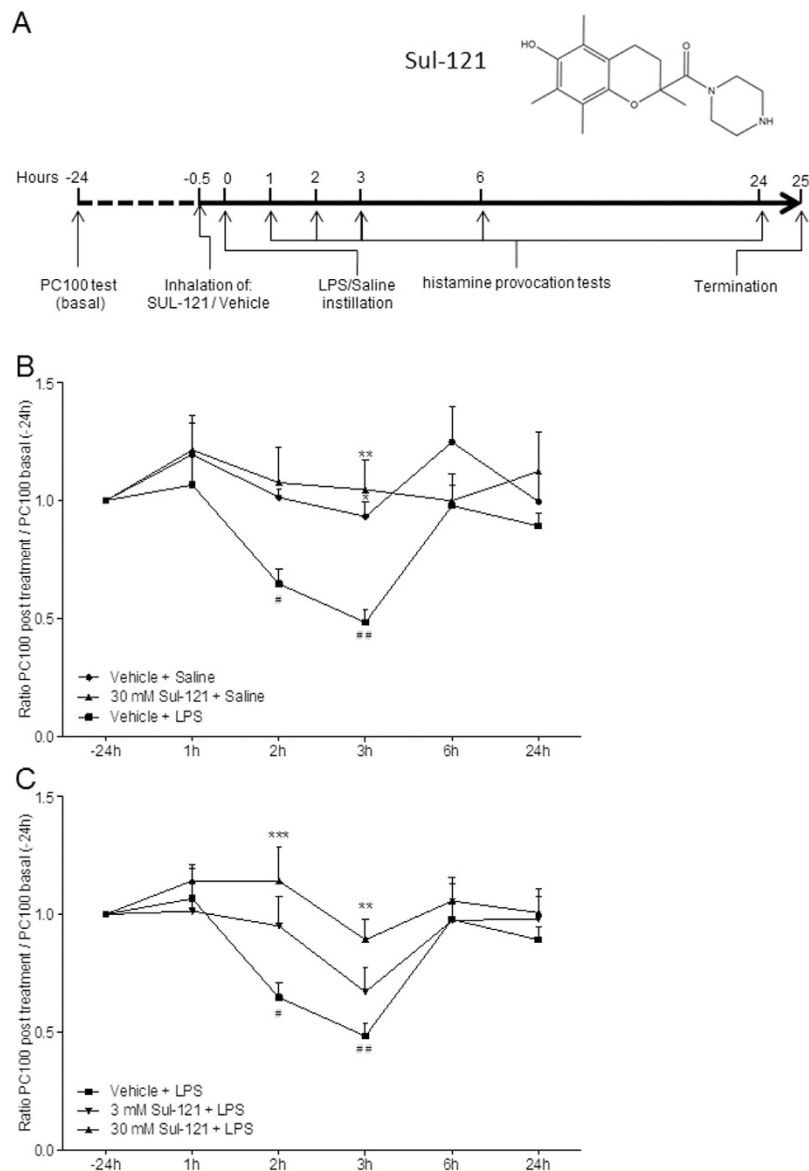 A
Sul-121
HO
O
O
N
NH
Hours -24 -0.5 0 1 2 3 6 24 25
PC100 test
(basal)
Inhalation of:
SUL-121 / Vehicle
LPS/Saline
instillation
histamine provocation tests
Termination
B
Ratio PC100 post treatment / PC100 basal (-24h)
1.5
1.0
0.5
0.0
**
*
#
##
Vehicle + Saline
30 mM Sul-121 + Saline
Vehicle + LPS
-24h 1h 2h 3h 6h 24h
C
Ratio PC100 post treatment / PC100 basal (-24h)
1.5
1.0
0.5
0.0
***
**
#
##
Vehicle + LPS
3 mM Sul-121 + LPS
30 mM Sul-121 + LPS
-24h 1h 2h 3h 6h 24h